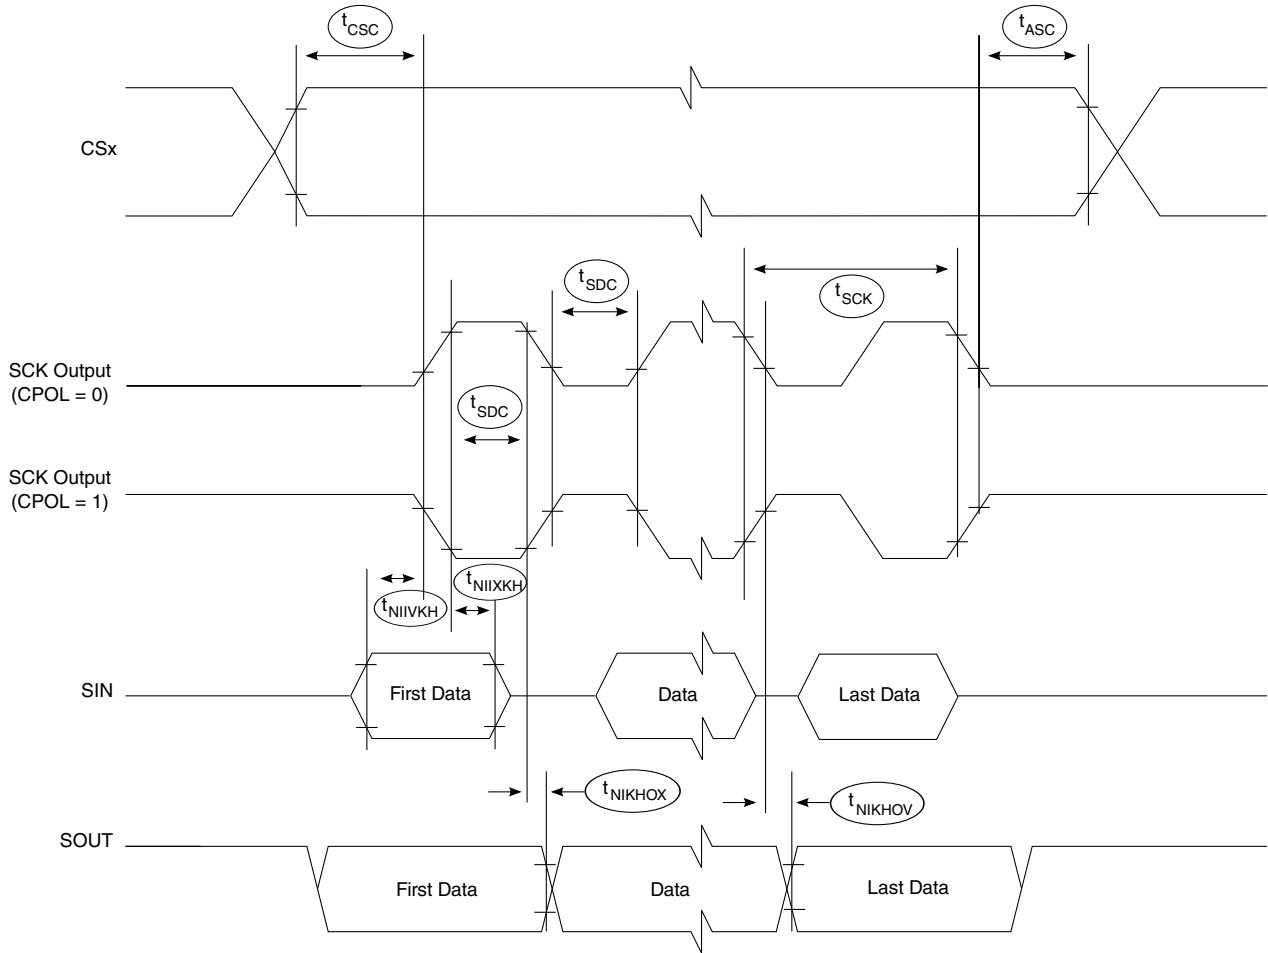 tCSC
tASC
CSx
tSDC
tSCK
SCK Output
(CPOL = 0)
tSDC
SCK Output
(CPOL = 1)
tNIIVKH
tNIIXKH
SIN
First Data
Data
Last Data
tNIKHOX
tNIKHOV
SOUT
First Data
Data
Last Data